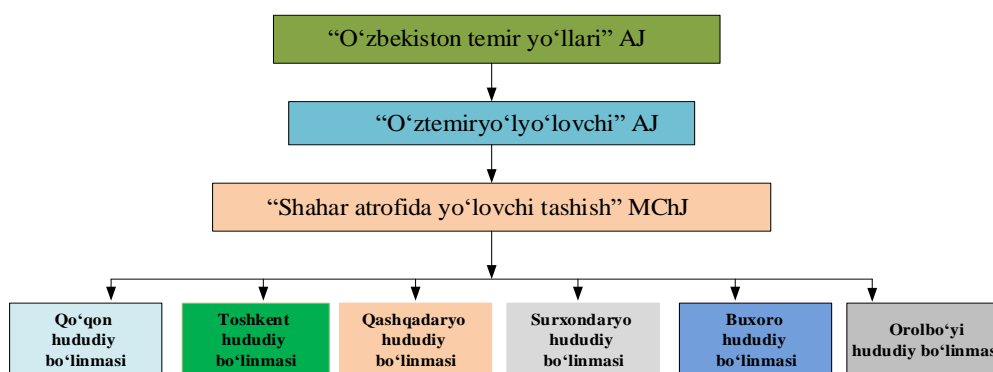 “O‘zbekiston temir yo‘llari” AJ
“O‘ztemiryo‘lyo‘lovchi” AJ
“Shahar atrofida yo‘lovchi tashish” MChJ
Qo‘qon
hududiy
bo‘linmasi
Toshkent
hududiy
bo‘linmasi
Qashqadaryo
hududiy
bo‘linmasi
Surxondaryo
hududiy
bo‘linmasi
Buxoro
hududiy
bo‘linmasi
Orolbo‘yi
hududiy bo‘linmasi